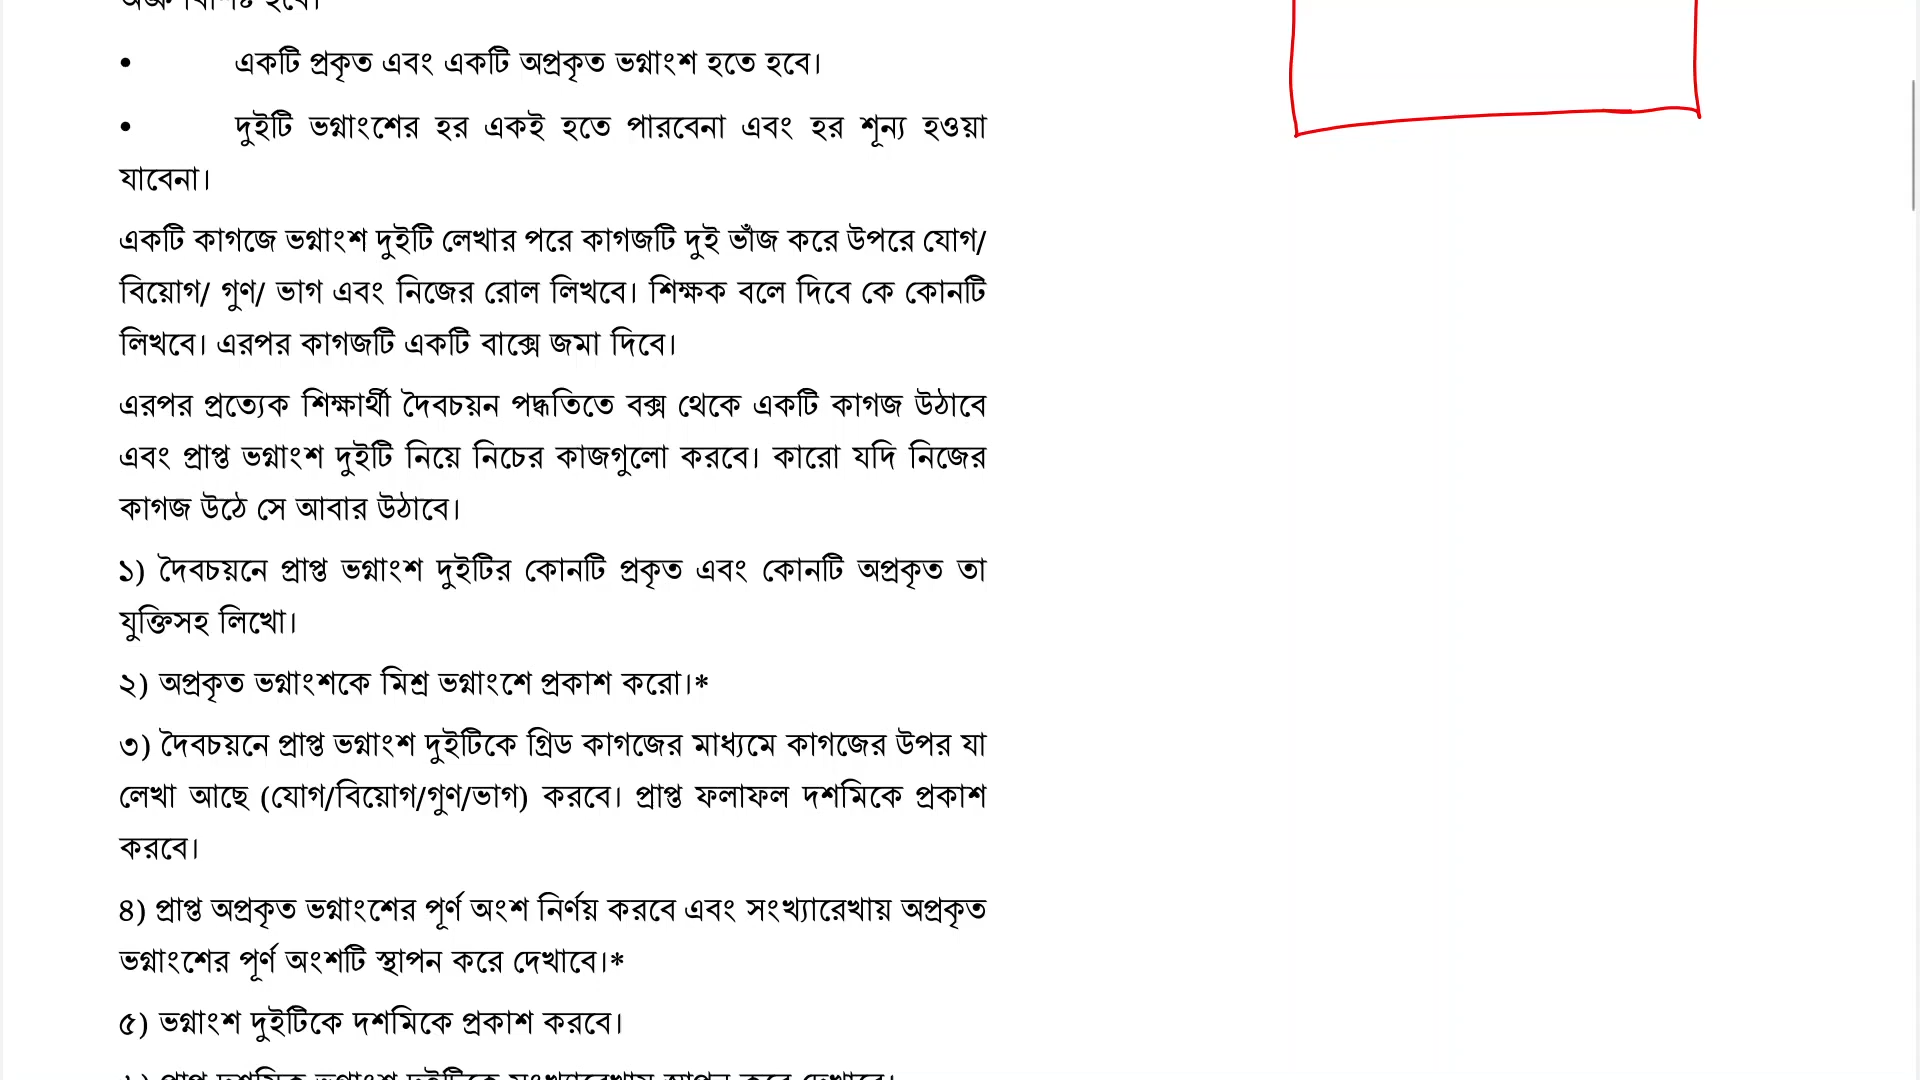 • একটি প্রকৃত এবং একটি অপ্রকৃত ভগ্নাংশ হতে হবে।
• দুইটি ভগ্নাংশের হর একই হতে পারবেনা এবং হর শূন্য হওয়া
যাবেনা।
একটি কাগজে ভগ্নাংশ দুইটি লেখার পরে কাগজটি দুই ভাঁজ করে উপরে যোগ/
বিয়োগ/ গুণ/ ভাগ এবং নিজের রোল লিখবে। শিক্ষক বলে দিবে কে কোনটি
লিখবে। এরপর কাগজটি একটি বাক্সে জমা দিবে।
এরপর প্রত্যেক শিক্ষার্থী দৈবচয়ন পদ্ধতিতে বক্স থেকে একটি কাগজ উঠাবে
এবং প্রাপ্ত ভগ্নাংশ দুইটি নিয়ে নিচের কাজগুলো করবে। কারো যদি নিজের
কাগজ উঠে সে আবার উঠাবে।
১) দৈবচয়নে প্রাপ্ত ভগ্নাংশ দুইটির কোনটি প্রকৃত এবং কোনটি অপ্রকৃত তা
যুক্তিসহ লিখো।
২) অপ্রকৃত ভগ্নাংশকে মিশ্র ভগ্নাংশে প্রকাশ করো।*
৩) দৈবচয়নে প্রাপ্ত ভগ্নাংশ দুইটিকে গ্রিড কাগজের মাধ্যমে কাগজের উপর যা
লেখা আছে (যোগ/বিয়োগ/গুণ/ভাগ) করবে। প্রাপ্ত ফলাফল দশমিকে প্রকাশ
করবে।
৪) প্রাপ্ত অপ্রকৃত ভগ্নাংশের পূর্ণ অংশ নির্ণয় করবে এবং সংখ্যারেখায় অপ্রকৃত
ভগ্নাংশের পূর্ণ অংশটি স্থাপন করে দেখাবে।*
৫) ভগ্নাংশ দুইটিকে দশমিকে প্রকাশ করবে।